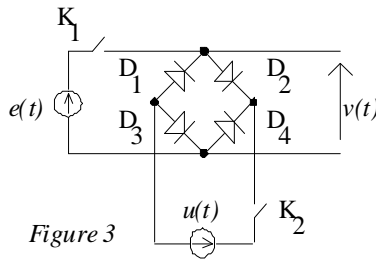 K1
D1 D2
e(t) v(t)
D3 D4
u(t) K2
Figure 3